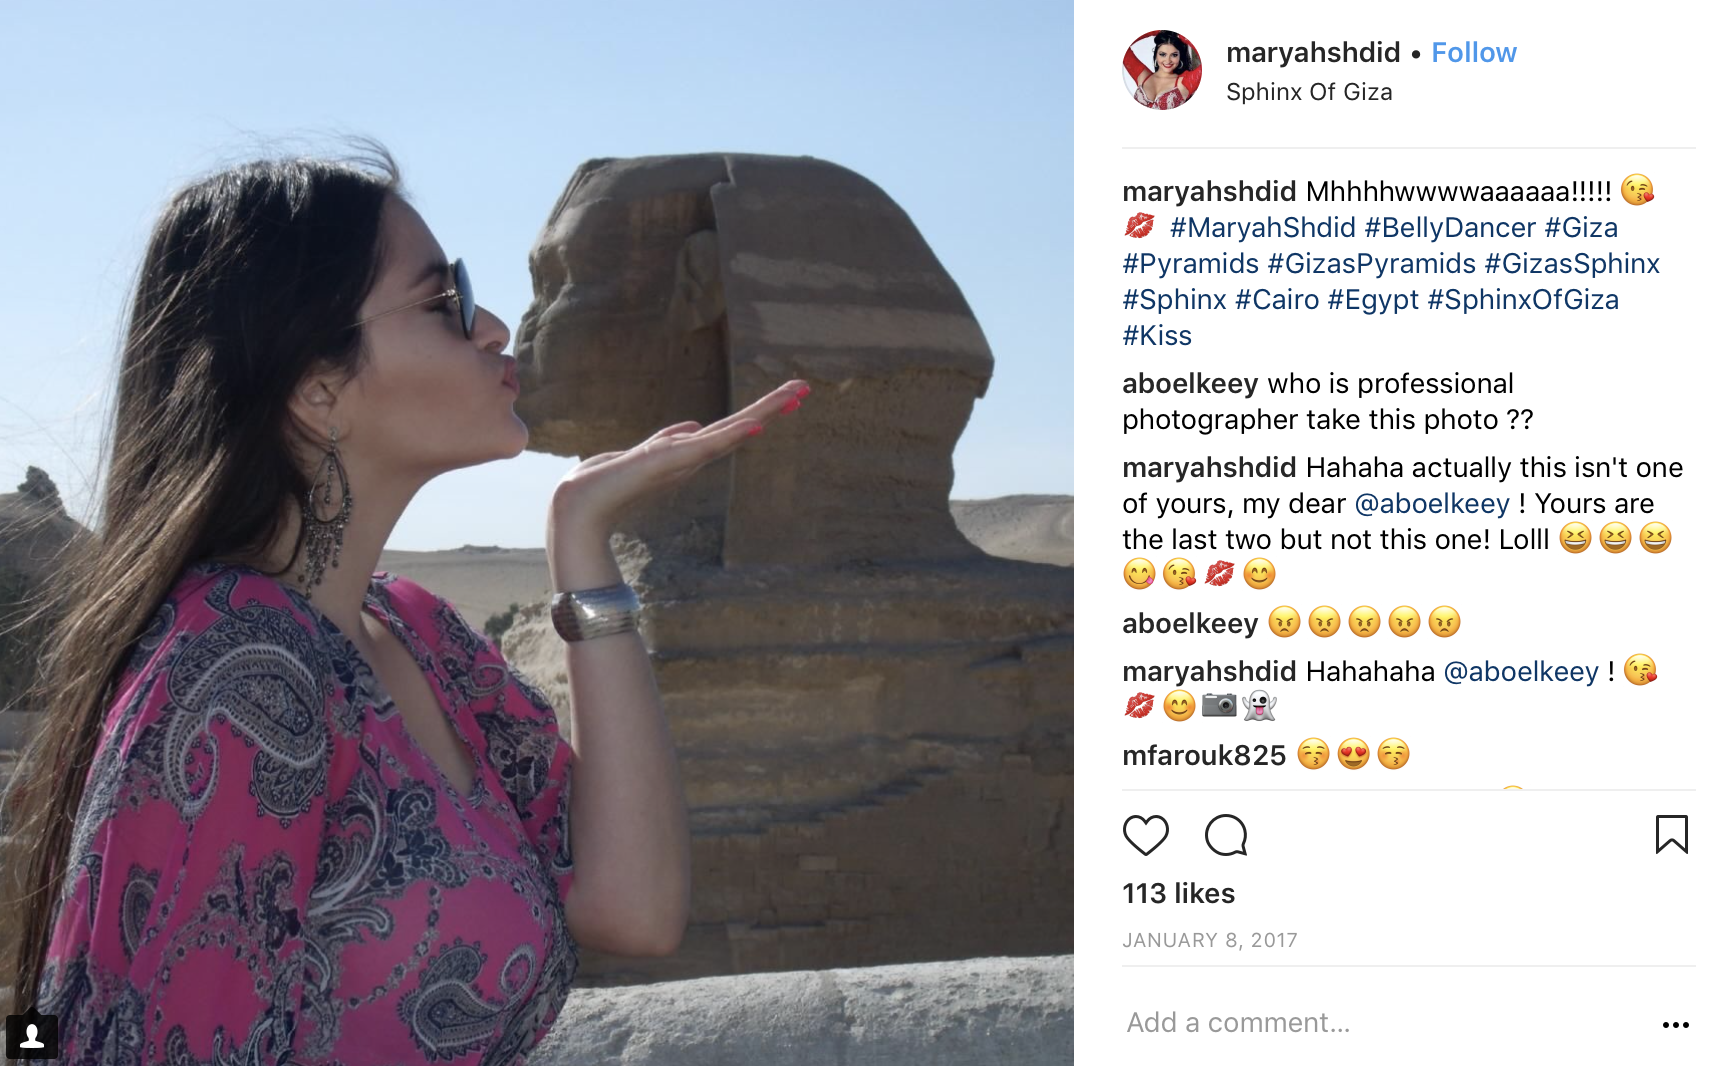 maryahshdid • Follow
Sphinx Of Giza
maryahshdid Mhhhhwwwwaaaaaa!!!!! 😘
💋 #MaryahShdid #BellyDancer #Giza
#Pyramids #GizasPyramids #GizasSphinx
#Sphinx #Cairo #Egypt #SphinxOfGiza
#Kiss
aboelkeey who is professional
photographer take this photo ??
maryahshdid Hahaha actually this isn't one
of yours, my dear @aboelkeey ! Yours are
the last two but not this one! Lolll 😆😆😆
😋😘💋😊
aboelkeey 😠😠😠😠😠
maryahshdid Hahahaha @aboelkeey ! 😘
💋😊📷👻
mfarouk825 😚😍😚
113 likes
JANUARY 8, 2017
Add a comment...